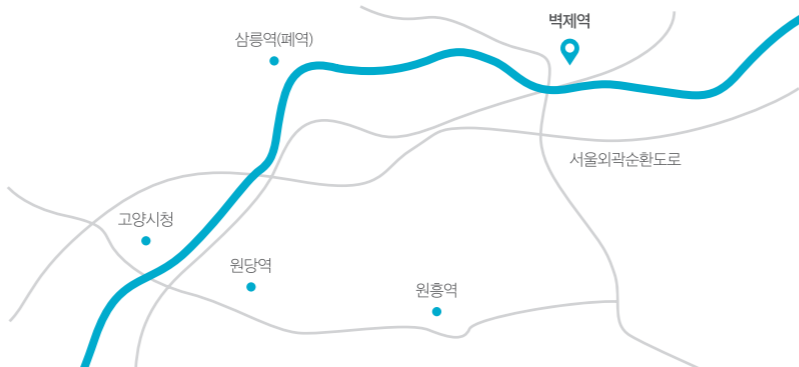 벽제역
삼릉역(폐역)
서울외곽순환도로
고양시청
원당역
원흥역